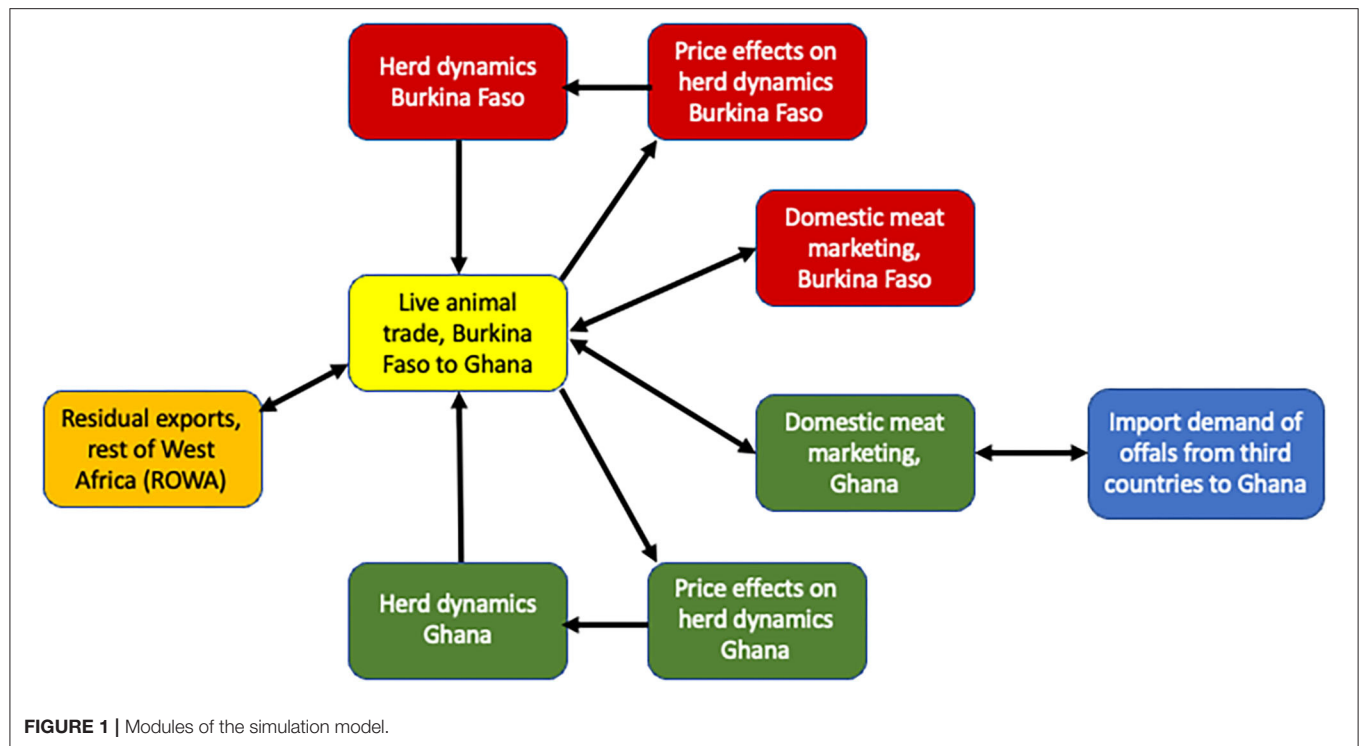 Herd dynamics
Burkina Faso
Price effects on
herd dynamics
Burkina Faso
Domestic meat
marketing,
Burkina Faso
Live animal
trade, Burkina
Faso to Ghana
Residual exports,
rest of West
Africa (ROWA)
Domestic meat
marketing,
Ghana
Import demand of
offals from third
countries to Ghana
Herd dynamics
Ghana
Price effects on
herd dynamics
Ghana
FIGURE 1 | Modules of the simulation model.